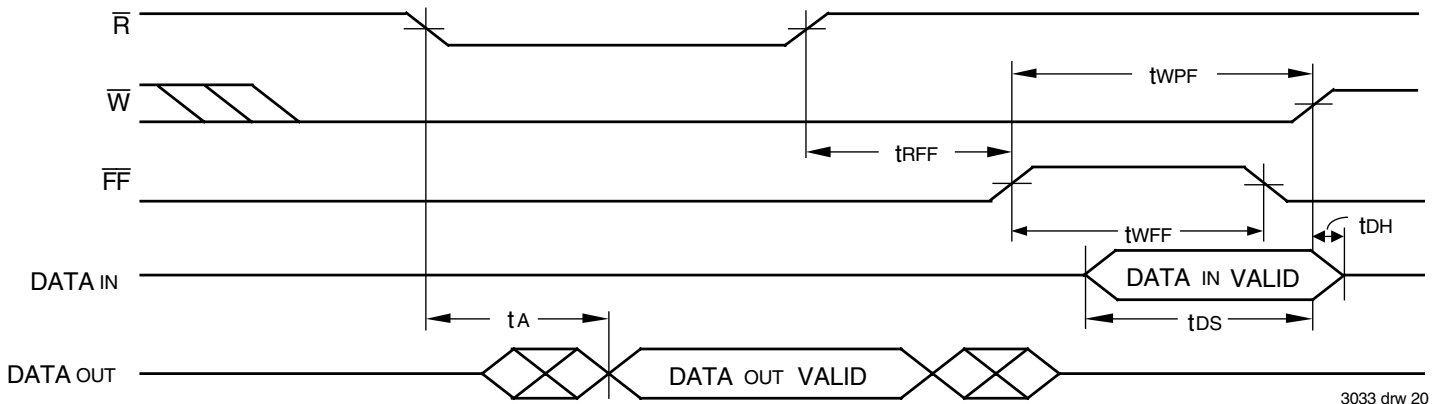 R̅
tWPF
W̅
tRFF
F̅F̅
tWFF
tDH
DATA IN
DATA IN VALID
tA
tDS
DATA OUT
DATA OUT VALID
3033 drw 20